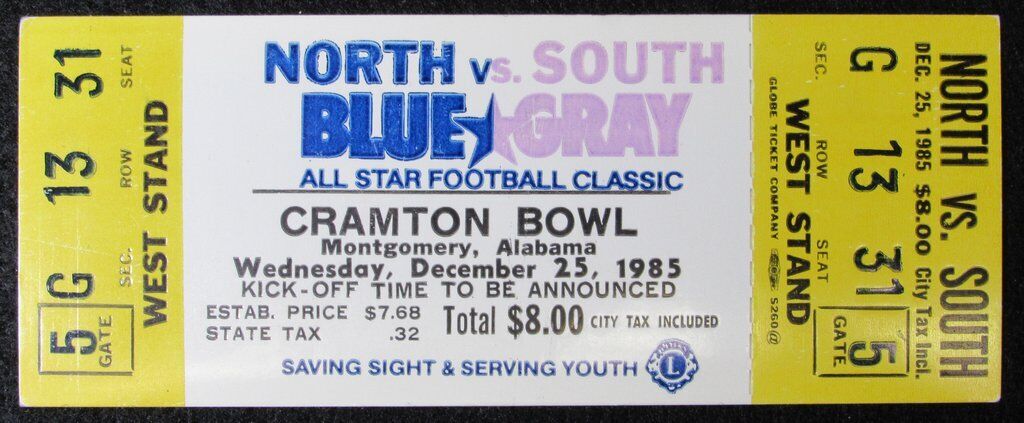 31 SEAT
13 ROW
G SEC.
5 GATE
WEST STAND
NORTH vs. SOUTH
BLUE GRAY
ALL STAR FOOTBALL CLASSIC
CRAMTON BOWL
Montgomery, Alabama
Wednesday, December 25, 1985
KICK-OFF TIME TO BE ANNOUNCED
ESTAB. PRICE $7.68
STATE TAX .32
Total $8.00 CITY TAX INCLUDED
SAVING SIGHT & SERVING YOUTH
LIONS
L
NORTH VS. SOUTH
DEC. 25, 1985 $8.00 City Tax Incl.
G 13 31 5
SEC. ROW SEAT GATE
WEST STAND
GLOBE TICKET COMPANY 5260